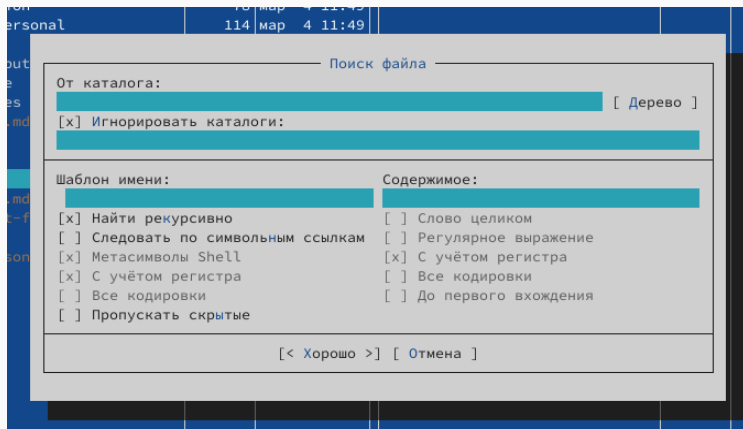 ersonal 114 мар 4 11:49
Поиск файла
От каталога:
[ Дерево ]
[x] Игнорировать каталоги:
Шаблон имени: Содержимое:
[x] Найти рекурсивно [ ] Слово целиком
[ ] Следовать по символьным ссылкам [ ] Регулярное выражение
[x] Метасимволы Shell [x] С учётом регистра
[x] С учётом регистра [ ] Все кодировки
[ ] Все кодировки [ ] До первого вхождения
[ ] Пропускать скрытые
[< Хорошо >] [ Отмена ]